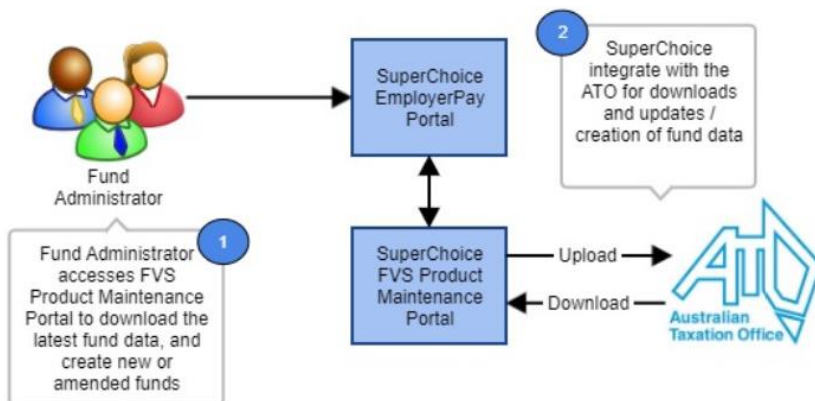 2
SuperChoice
integrate with the
ATO for downloads
and updates /
creation of fund data
SuperChoice
EmployerPay
Portal
Fund
Administrator
1
Fund Administrator
accesses FVS
Product Maintenance
Portal to download the
latest fund data, and
create new or
amended funds
SuperChoice
FVS Product
Maintenance
Portal
Upload
Download
ATO
Australian
Taxation Office